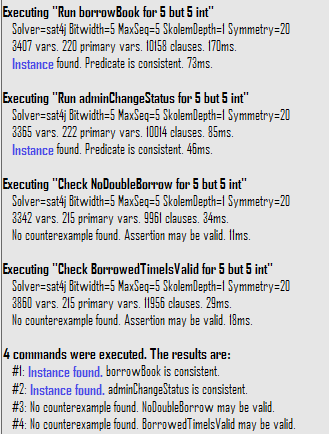 Executing "Run borrowBook for 5 but 5 int"
Solver=sat4j Bitwidth=5 MaxSeq=5 SkolemDepth=1 Symmetry=20
3407 vars. 220 primary vars. 10158 clauses. 170ms.
Instance found. Predicate is consistent. 73ms.
Executing "Run adminChangeStatus for 5 but 5 int"
Solver=sat4j Bitwidth=5 MaxSeq=5 SkolemDepth=1 Symmetry=20
3365 vars. 222 primary vars. 10014 clauses. 85ms.
Instance found. Predicate is consistent. 46ms.
Executing "Check NoDoubleBorrow for 5 but 5 int"
Solver=sat4j Bitwidth=5 MaxSeq=5 SkolemDepth=1 Symmetry=20
3342 vars. 215 primary vars. 9961 clauses. 34ms.
No counterexample found. Assertion may be valid. 11ms.
Executing "Check BorrowedTimeIsValid for 5 but 5 int"
Solver=sat4j Bitwidth=5 MaxSeq=5 SkolemDepth=1 Symmetry=20
3860 vars. 215 primary vars. 11956 clauses. 29ms.
No counterexample found. Assertion may be valid. 18ms.
4 commands were executed. The results are:
#1: Instance found. borrowBook is consistent.
#2: Instance found. adminChangeStatus is consistent.
#3: No counterexample found. NoDoubleBorrow may be valid.
#4: No counterexample found. BorrowedTimeIsValid may be valid.